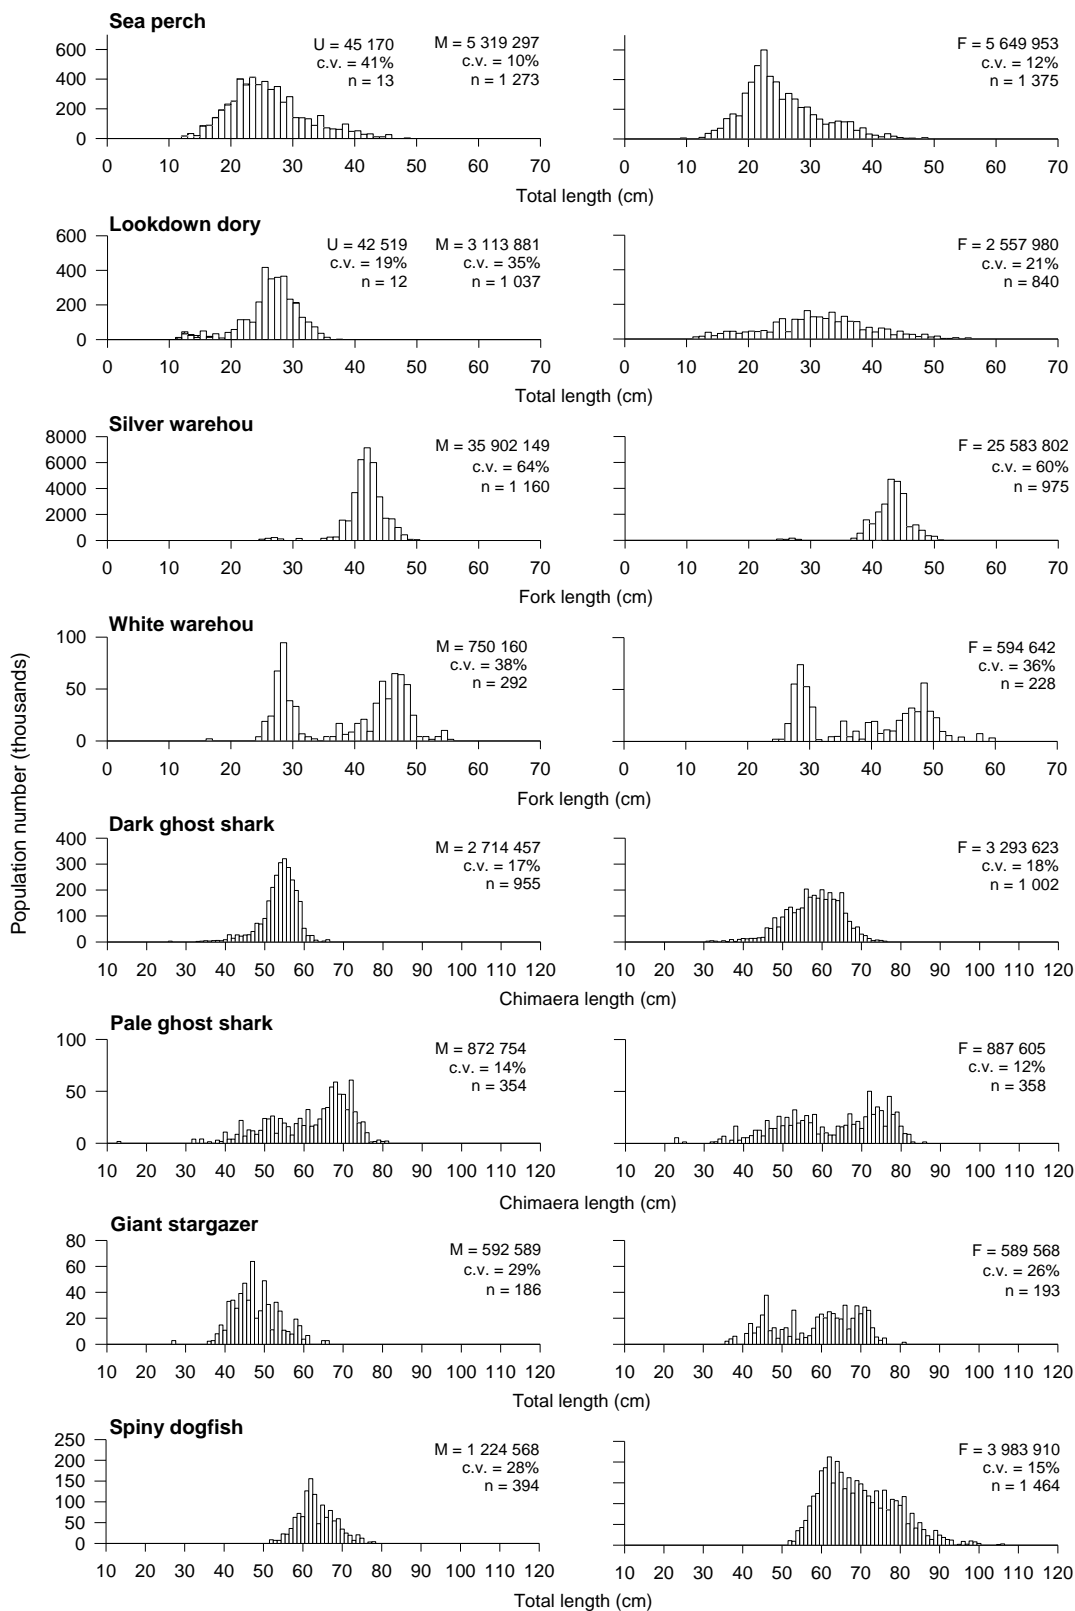 Sea perch
U = 45 170 M = 5 319 297 F = 5 649 953
c.v. = 41% c.v. = 10% c.v. = 12%
n = 13 n = 1 273 n = 1 375
600
400
200
0
0 10 20 30 40 50 60 70 0 10 20 30 40 50 60 70
Total length (cm)
Lookdown dory
U = 42 519 M = 3 113 881 F = 2 557 980
c.v. = 19% c.v. = 35% c.v. = 21%
n = 12 n = 1 037 n = 840
600
400
200
0
0 10 20 30 40 50 60 70 0 10 20 30 40 50 60 70
Total length (cm)
Silver warehou
M = 35 902 149 F = 25 583 802
c.v. = 64% c.v. = 60%
n = 1 160 n = 975
8000
6000
4000
2000
0
0 10 20 30 40 50 60 70 0 10 20 30 40 50 60 70
Fork length (cm)
White warehou
M = 750 160 F = 594 642
c.v. = 38% c.v. = 36%
n = 292 n = 228
100
50
0
0 10 20 30 40 50 60 70 0 10 20 30 40 50 60 70
Fork length (cm)
Population number (thousands)
Dark ghost shark
M = 2 714 457 F = 3 293 623
c.v. = 17% c.v. = 18%
n = 955 n = 1 002
400
300
200
100
0
10 20 30 40 50 60 70 80 90 100 110 120 10 20 30 40 50 60 70 80 90 100 110 120
Chimaera length (cm)
Pale ghost shark
M = 872 754 F = 887 605
c.v. = 14% c.v. = 12%
n = 354 n = 358
100
50
0
10 20 30 40 50 60 70 80 90 100 110 120 10 20 30 40 50 60 70 80 90 100 110 120
Chimaera length (cm)
Giant stargazer
M = 592 589 F = 589 568
c.v. = 29% c.v. = 26%
n = 186 n = 193
80
60
40
20
0
10 20 30 40 50 60 70 80 90 100 110 120 10 20 30 40 50 60 70 80 90 100 110 120
Total length (cm)
Spiny dogfish
M = 1 224 568 F = 3 983 910
c.v. = 28% c.v. = 15%
n = 394 n = 1 464
250
200
150
100
50
0
10 20 30 40 50 60 70 80 90 100 110 120 10 20 30 40 50 60 70 80 90 100 110 120
Total length (cm)